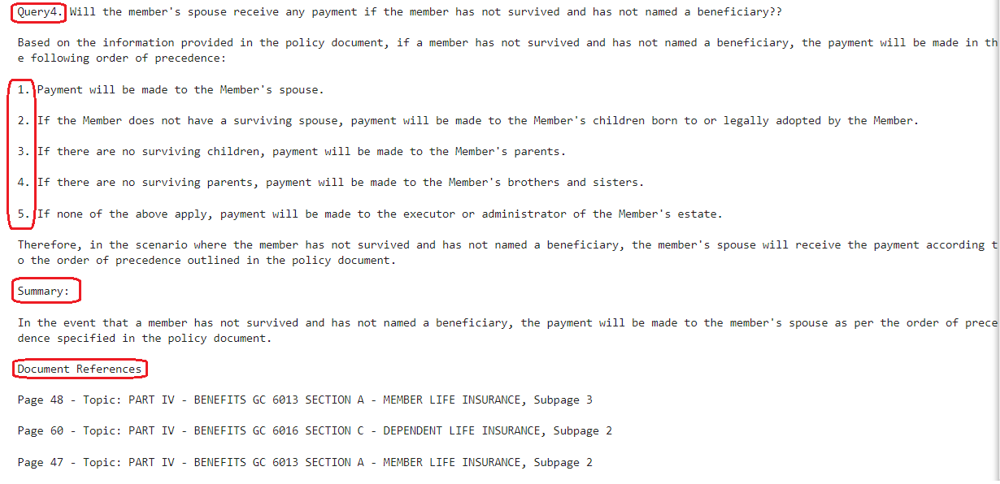 Query4. Will the member's spouse receive any payment if the member has not survived and has not named a beneficiary??
Based on the information provided in the policy document, if a member has not survived and has not named a beneficiary, the payment will be made in th
e following order of precedence:
1. Payment will be made to the Member's spouse.
2. If the Member does not have a surviving spouse, payment will be made to the Member's children born to or legally adopted by the Member.
3. If there are no surviving children, payment will be made to the Member's parents.
4. If there are no surviving parents, payment will be made to the Member's brothers and sisters.
5. If none of the above apply, payment will be made to the executor or administrator of the Member's estate.
Therefore, in the scenario where the member has not survived and has not named a beneficiary, the member's spouse will receive the payment according t
o the order of precedence outlined in the policy document.
Summary:
In the event that a member has not survived and has not named a beneficiary, the payment will be made to the member's spouse as per the order of prece
dence specified in the policy document.
Document References
Page 48 - Topic: PART IV - BENEFITS GC 6013 SECTION A - MEMBER LIFE INSURANCE, Subpage 3
Page 60 - Topic: PART IV - BENEFITS GC 6016 SECTION C - DEPENDENT LIFE INSURANCE, Subpage 2
Page 47 - Topic: PART IV - BENEFITS GC 6013 SECTION A - MEMBER LIFE INSURANCE, Subpage 2